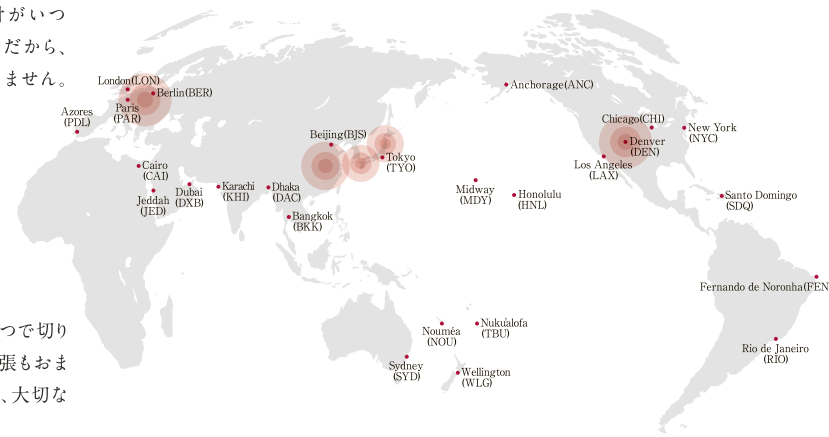 けがいつ
だから、
ません。
London(LON)
Berlin(BER)
Paris
(PAR)
Azores
(PDL)
Anchorage(ANC)
Chicago(CHI)
New York
(NYC)
Denver
(DEN)
Los Angeles
(LAX)
Beijing(BJS)
Tokyo
(TYO)
Cairo
(CAI)
Jeddah
(JED)
Dubai
(DXB)
Karachi
(KHI)
Dhaka
(DAC)
Bangkok
(BKK)
Midway
(MDY)
Honolulu
(HNL)
Santo Domingo
(SDQ)
Fernando de Noronha(FEN
Nouméa
(NOU)
Nuku'alofa
(TBU)
Rio de Janeiro
(RIO)
Sydney
(SYD)
Wellington
(WLG)
つで切り
張もおま
、大切な